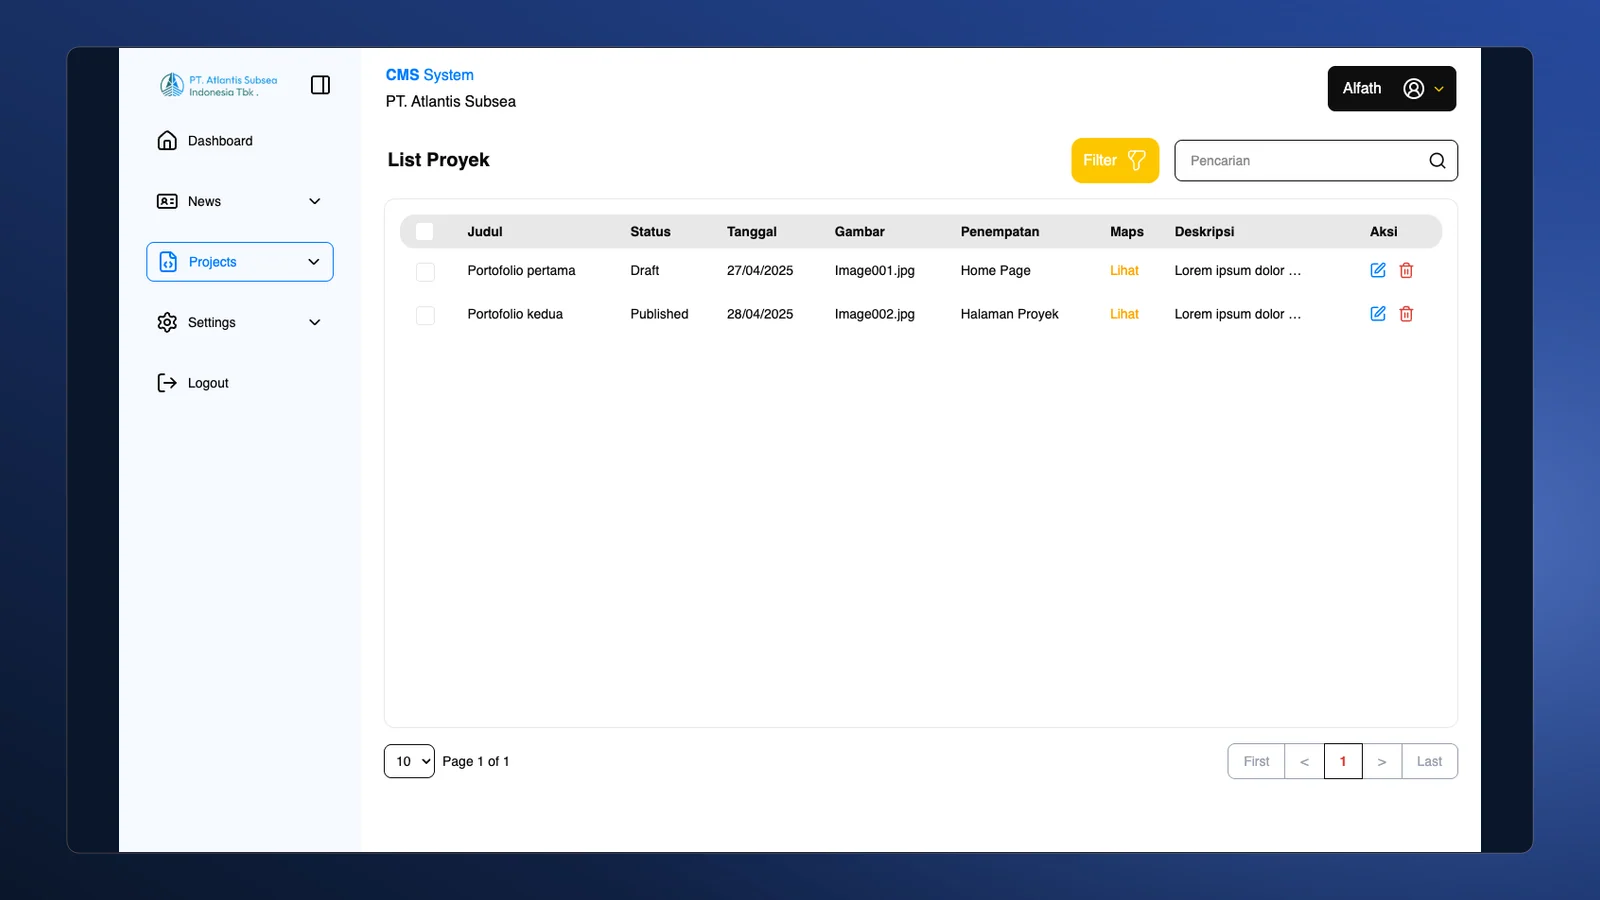 PT. Atlantis Subsea
Indonesia Tbk .
Dashboard
News
Projects
Settings
Logout
CMS System
PT. Atlantis Subsea
Alfath
List Proyek
Filter
Pencarian
Judul Status Tanggal Gambar Penempatan Maps Deskripsi Aksi
Portofolio pertama Draft 27/04/2025 Image001.jpg Home Page Lihat Lorem ipsum dolor ...
Portofolio kedua Published 28/04/2025 Image002.jpg Halaman Proyek Lihat Lorem ipsum dolor ...
10 Page 1 of 1
First < 1 > Last